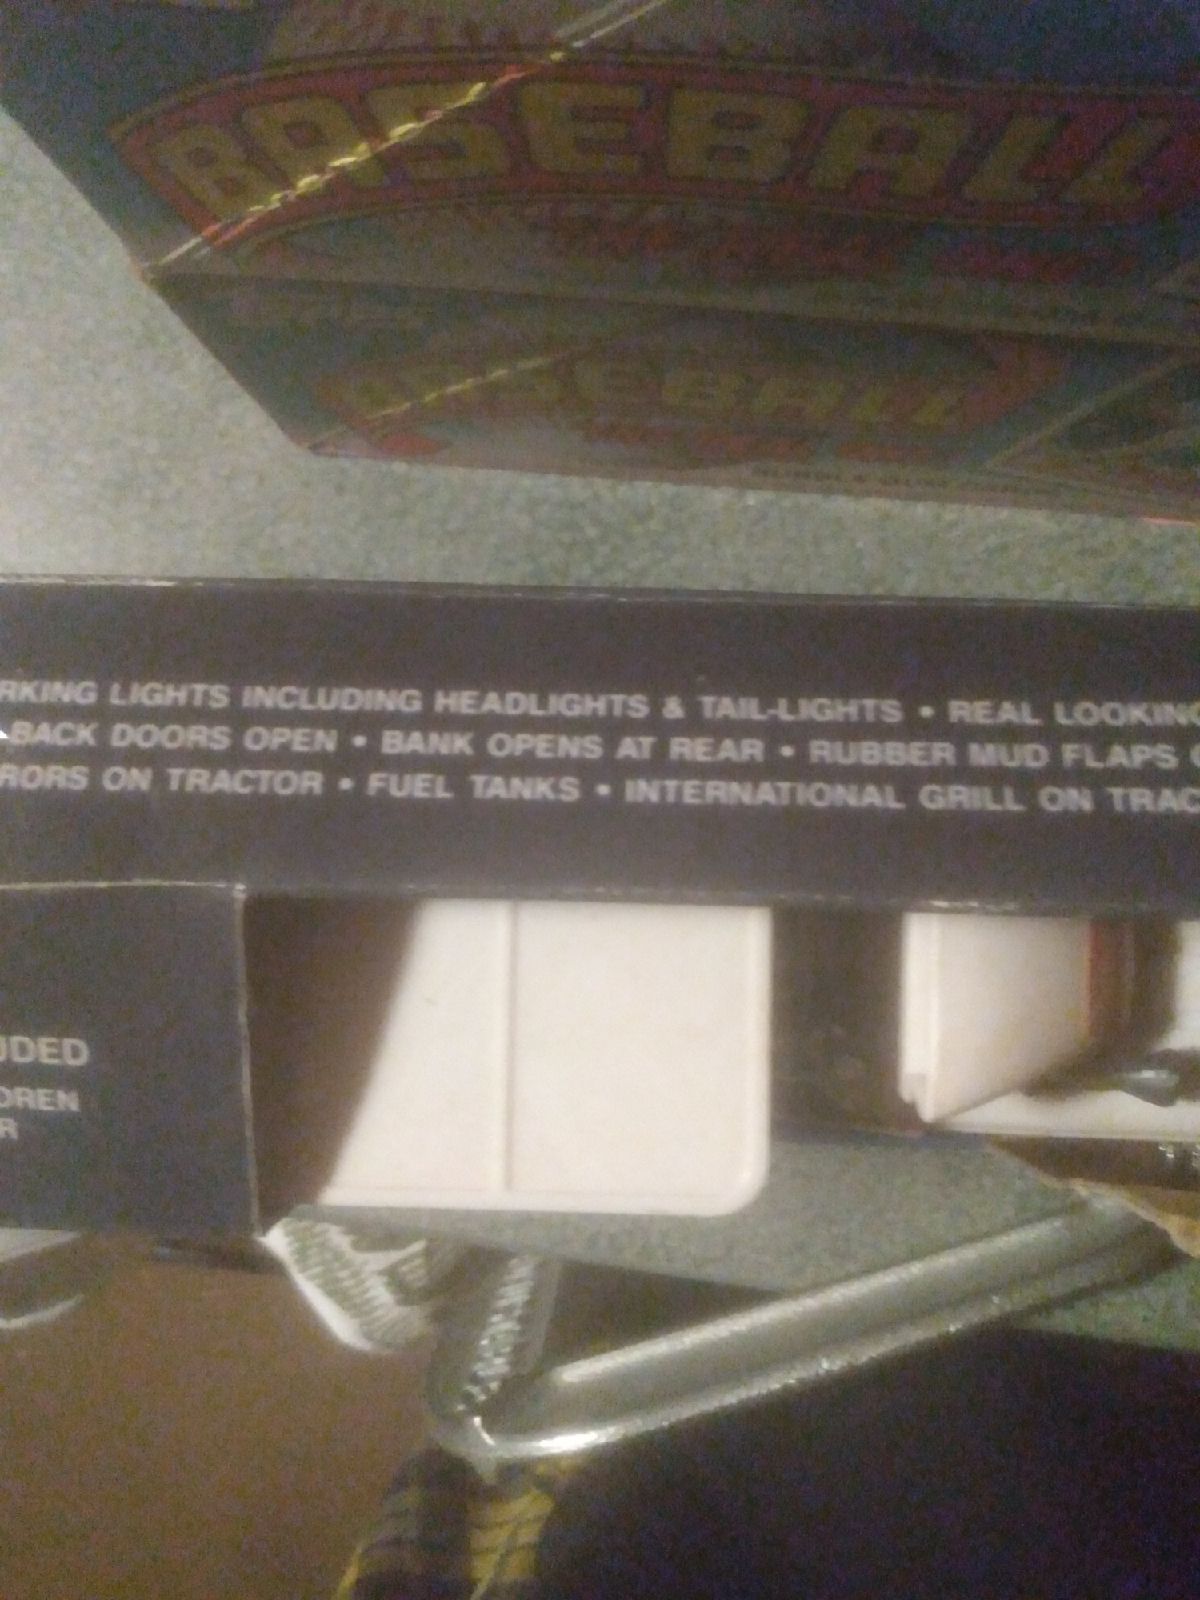 BASEBALL
BASEBALL
RKING LIGHTS INCLUDING HEADLIGHTS & TAIL-LIGHTS • REAL LOOKING
BACK DOORS OPEN • BANK OPENS AT REAR • RUBBER MUD FLAPS
RORS ON TRACTOR • FUEL TANKS • INTERNATIONAL GRILL ON TRAC
UDED
DREN
R